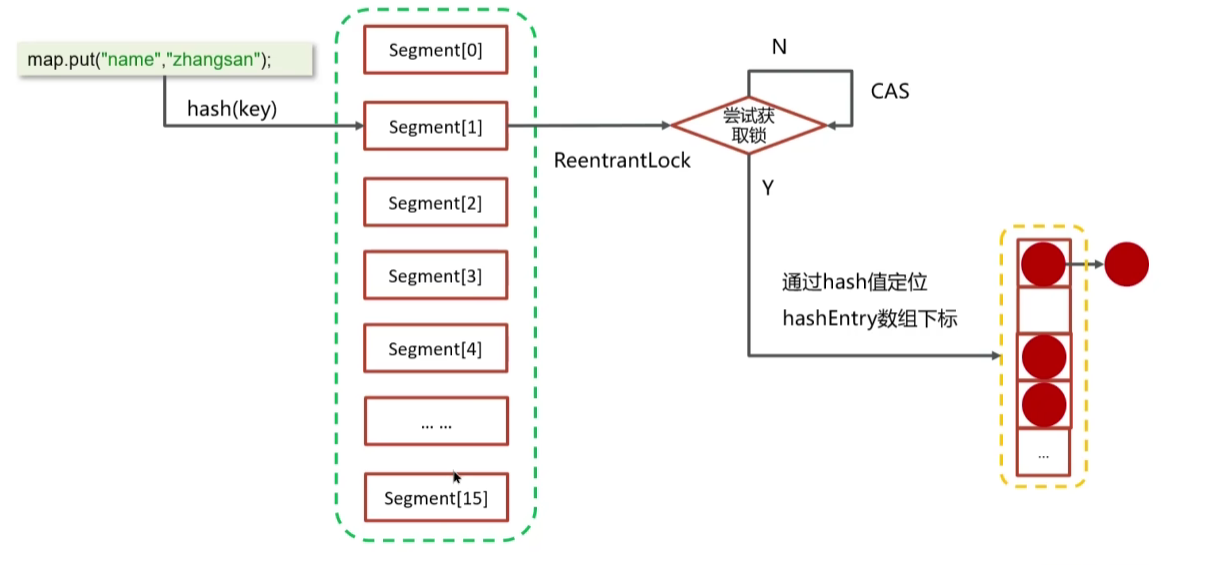 map.put("name","zhangsan");
hash(key)
Segment[0]
Segment[1]
Segment[2]
Segment[3]
Segment[4]
... ...
Segment[15]
ReentrantLock
尝试获
取锁
N
CAS
Y
通过hash值定位
hashEntry数组下标
...